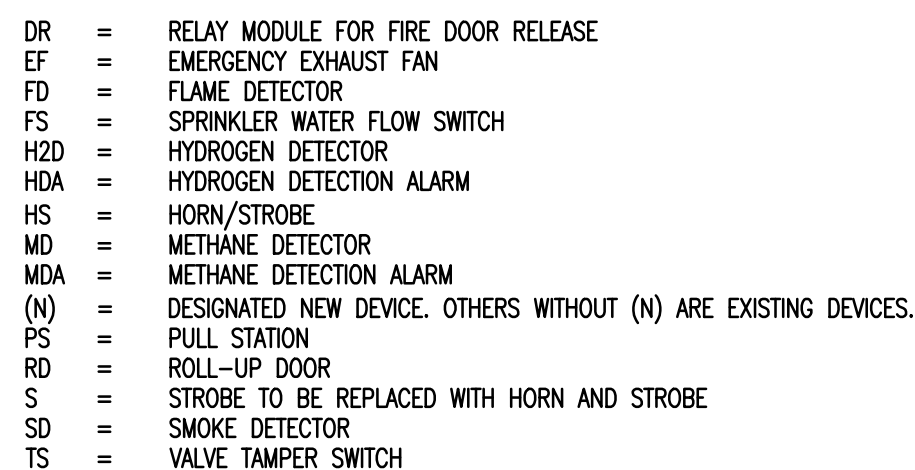 DR = RELAY MODULE FOR FIRE DOOR RELEASE
EF = EMERGENCY EXHAUST FAN
FD = FLAME DETECTOR
FS = SPRINKLER WATER FLOW SWITCH
H2D = HYDROGEN DETECTOR
HDA = HYDROGEN DETECTION ALARM
HS = HORN/STROBE
MD = METHANE DETECTOR
MDA = METHANE DETECTION ALARM
(N) = DESIGNATED NEW DEVICE. OTHERS WITHOUT (N) ARE EXISTING DEVICES.
PS = PULL STATION
RD = ROLL-UP DOOR
S = STROBE TO BE REPLACED WITH HORN AND STROBE
SD = SMOKE DETECTOR
TS = VALVE TAMPER SWITCH